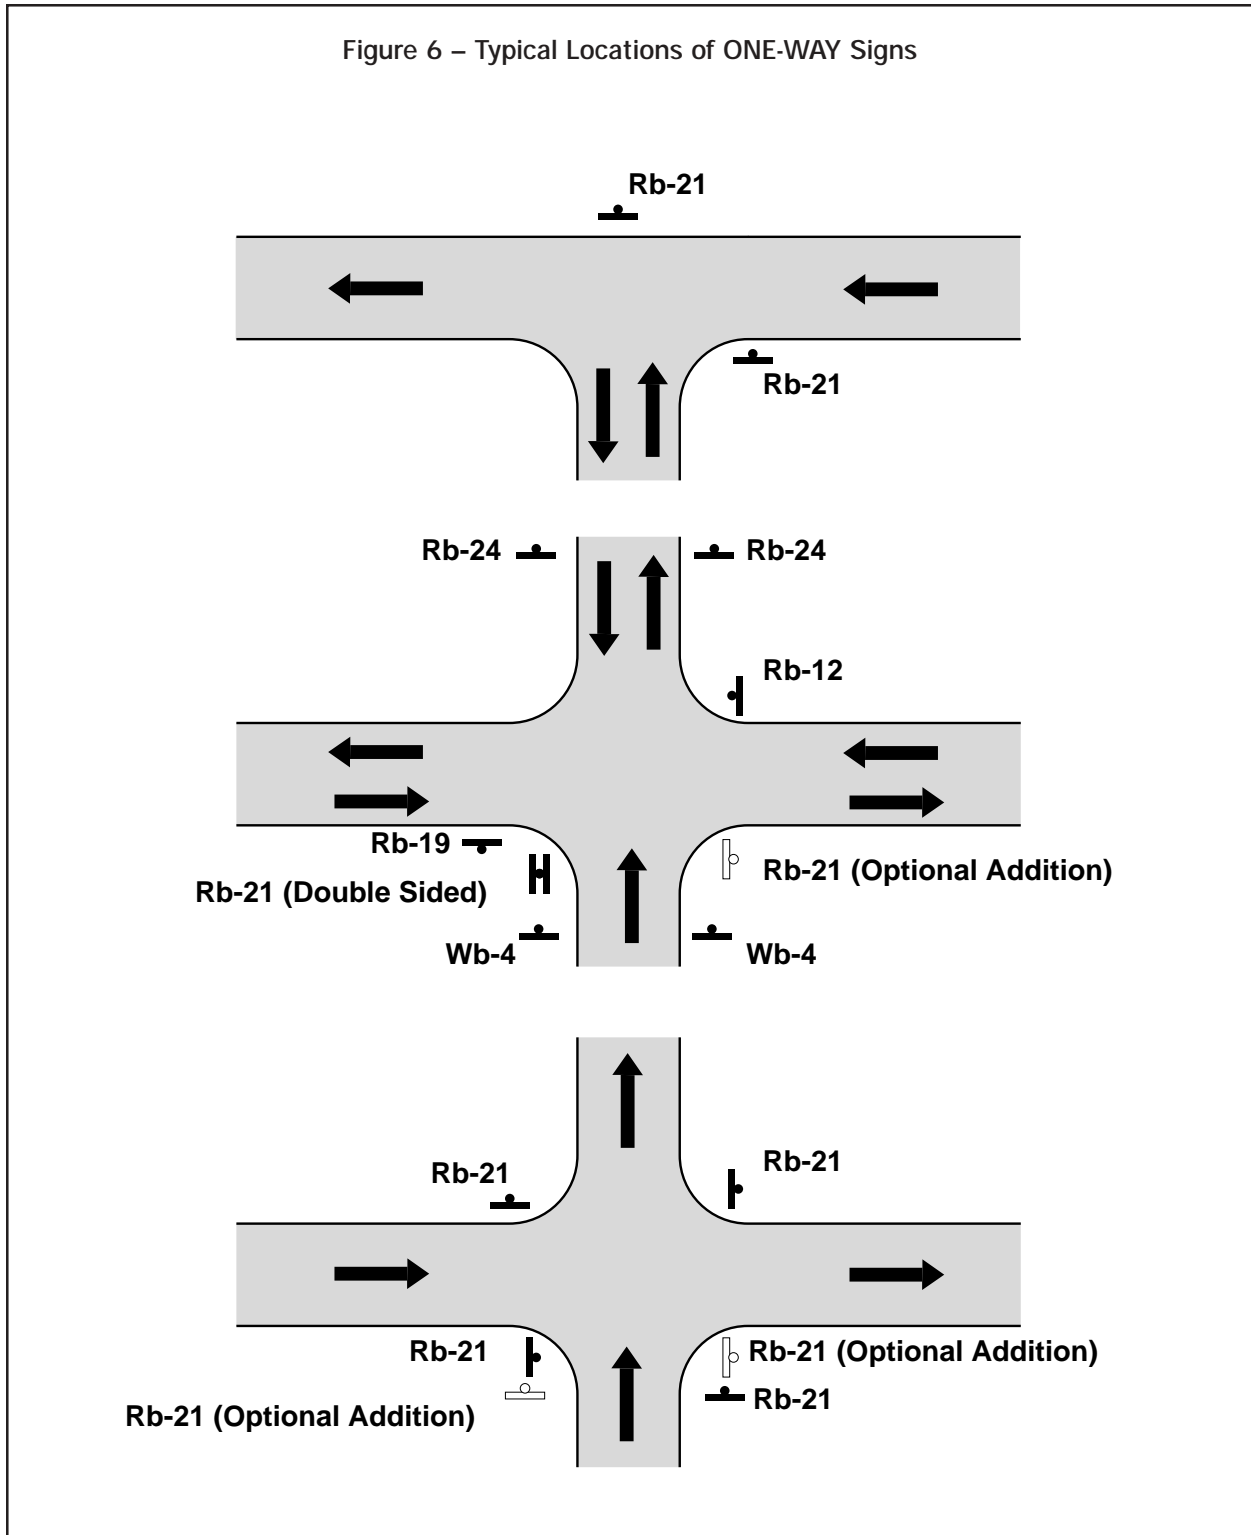 Figure 6 – Typical Locations of ONE-WAY Signs
Rb-21
Rb-21
Rb-24
Rb-24
Rb-12
Rb-19
Rb-21 (Double Sided)
Rb-21 (Optional Addition)
Wb-4
Wb-4
Rb-21
Rb-21
Rb-21
Rb-21 (Optional Addition)
Rb-21
Rb-21 (Optional Addition)